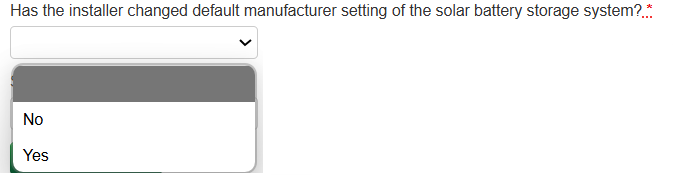 Has the installer changed default manufacturer setting of the solar battery storage system?..*
No
Yes